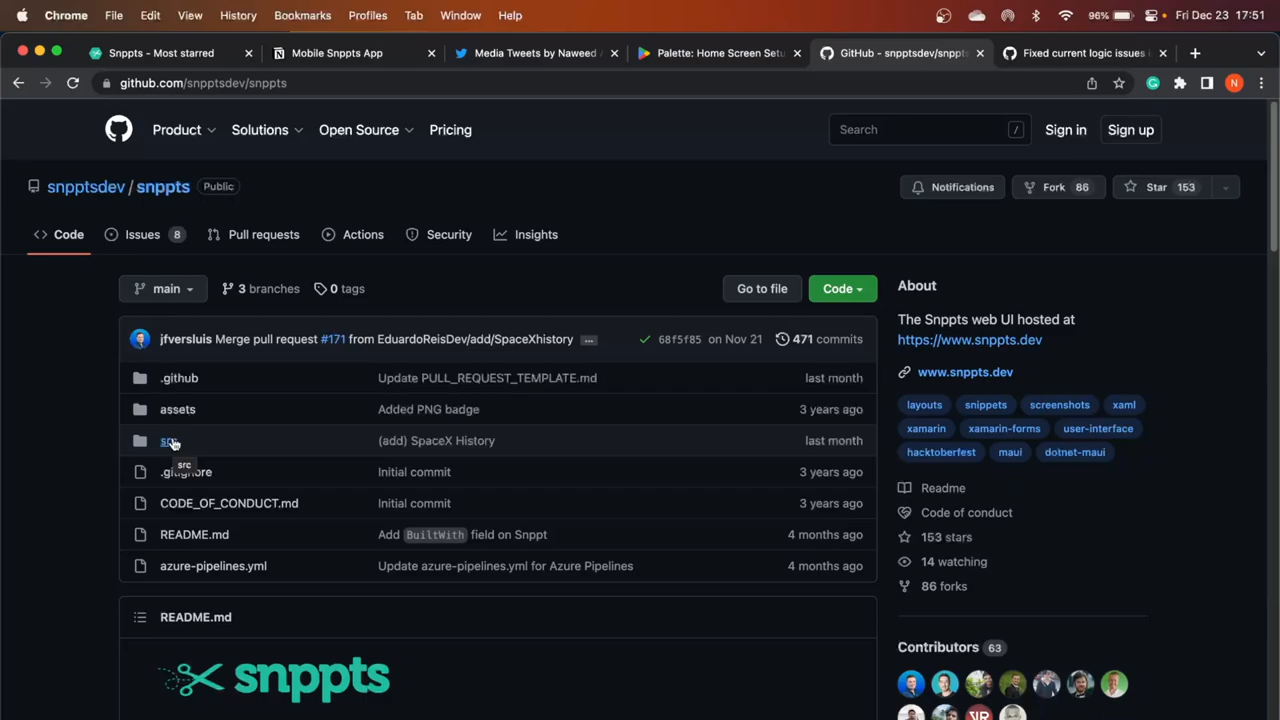 Chrome File Edit View History Bookmarks Profiles Tab Window Help 96% Fri Dec 23 17:51
Snppts - Most starred Mobile Snppts App Media Tweets by Naweed Palette: Home Screen Setu GitHub - snpptsdev/snppts Fixed current logic issues
github.com/snpptsdev/snppts N
Product Solutions Open Source Pricing Search / Sign in Sign up
snpptsdev / snppts Public Notifications Fork 86 Star 153
Code Issues 8 Pull requests Actions Security Insights
main 3 branches 0 tags Go to file Code
jfversluis Merge pull request #171 from EduardoReisDev/add/SpaceXhistory ... 68f5f85 on Nov 21 471 commits
.github Update PULL_REQUEST_TEMPLATE.md last month
assets Added PNG badge 3 years ago
src (add) SpaceX History last month
src
.gitignore Initial commit 3 years ago
CODE_OF_CONDUCT.md Initial commit 3 years ago
README.md Add BuiltWith field on Snppt 4 months ago
azure-pipelines.yml Update azure-pipelines.yml for Azure Pipelines 4 months ago
README.md
snppts
About
The Snppts web UI hosted at
https://www.snppts.dev
www.snppts.dev
layouts snippets screenshots xaml
xamarin xamarin-forms user-interface
hacktoberfest maui dotnet-maui
Readme
Code of conduct
153 stars
14 watching
86 forks
Contributors 63